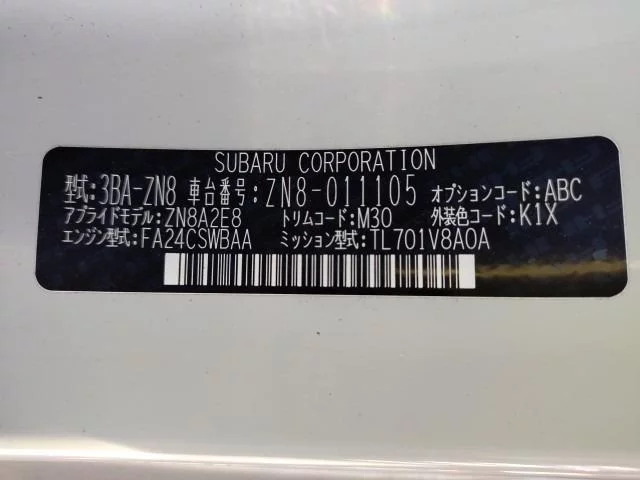 SUBARU CORPORATION
型式:3BA-ZN8 車台番号:ZN8-011105 オプションコード:ABC
アプライドモデル:ZN8A2E8 トリムコード:M30 外装色コード:K1X
エンジン型式:FA24CSWBAA ミッション型式:TL701V8A0A